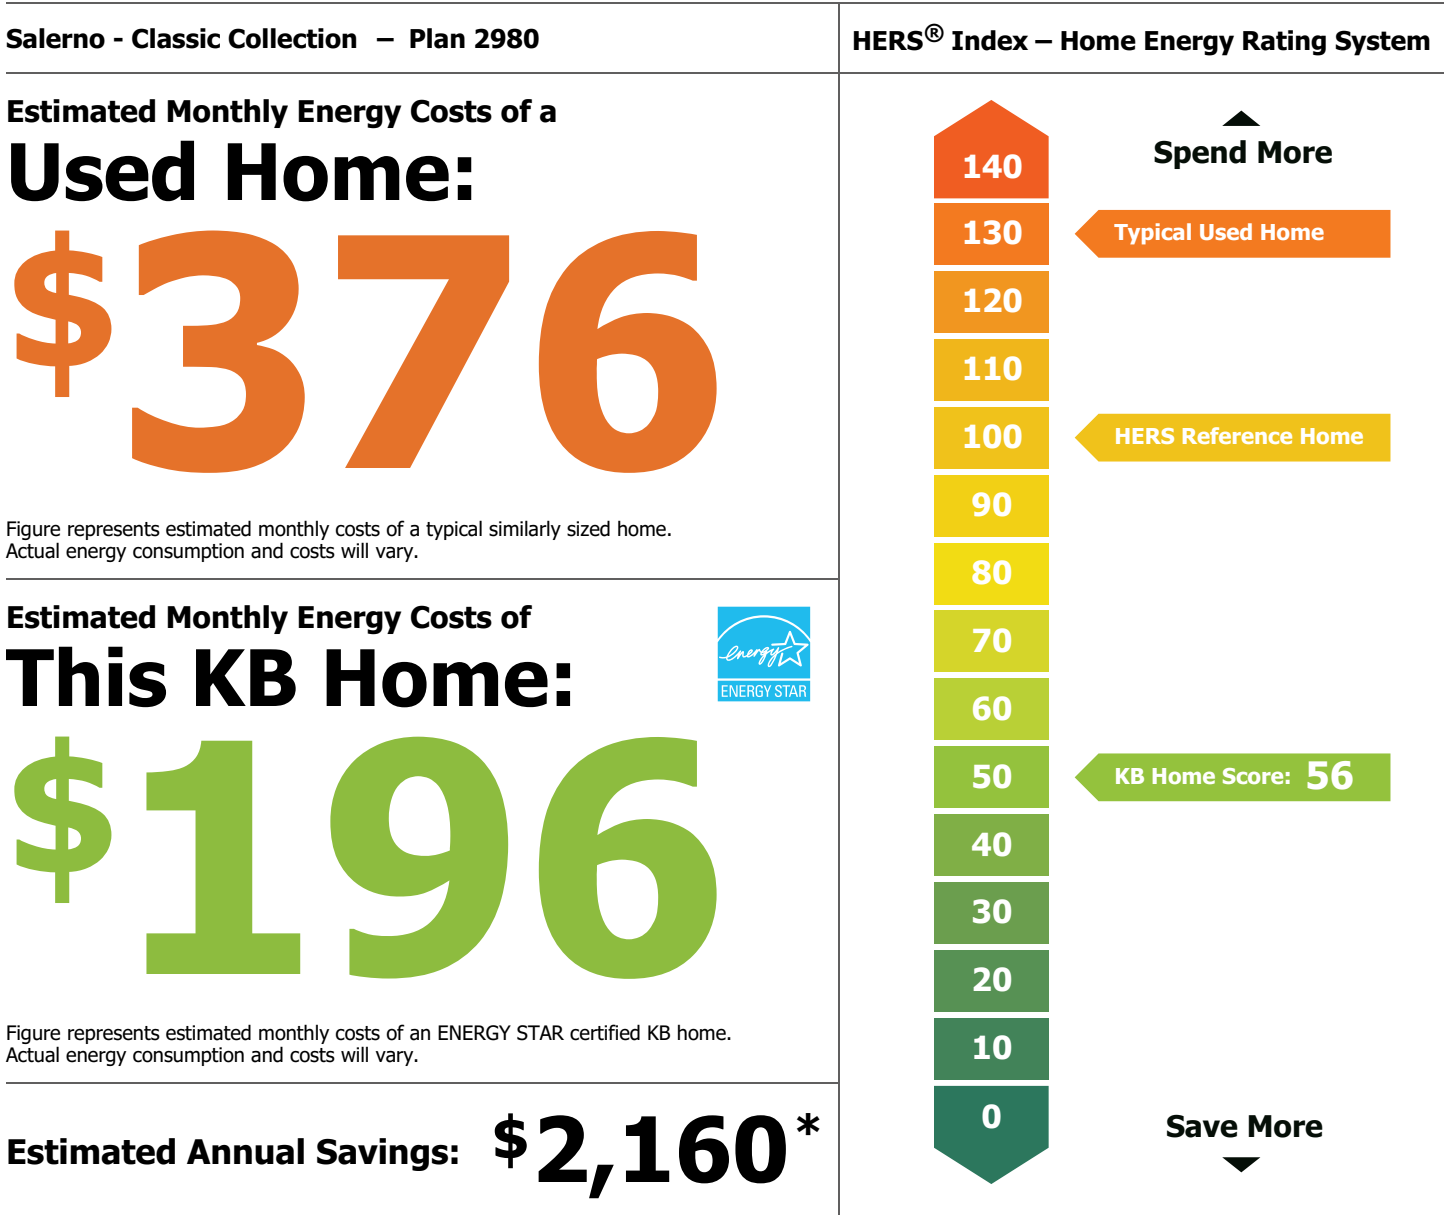 Salerno - Classic Collection – Plan 2980
Estimated Monthly Energy Costs of a
Used Home:
$376
Figure represents estimated monthly costs of a typical similarly sized home.
Actual energy consumption and costs will vary.
Estimated Monthly Energy Costs of
This KB Home:
energy
ENERGY STAR
$196
Figure represents estimated monthly costs of an ENERGY STAR certified KB home.
Actual energy consumption and costs will vary.
Estimated Annual Savings: $2,160*
HERS® Index – Home Energy Rating System
Spend More
140
130 Typical Used Home
120
110
100 HERS Reference Home
90
80
70
60
50 KB Home Score: 56
40
30
20
10
0
Save More